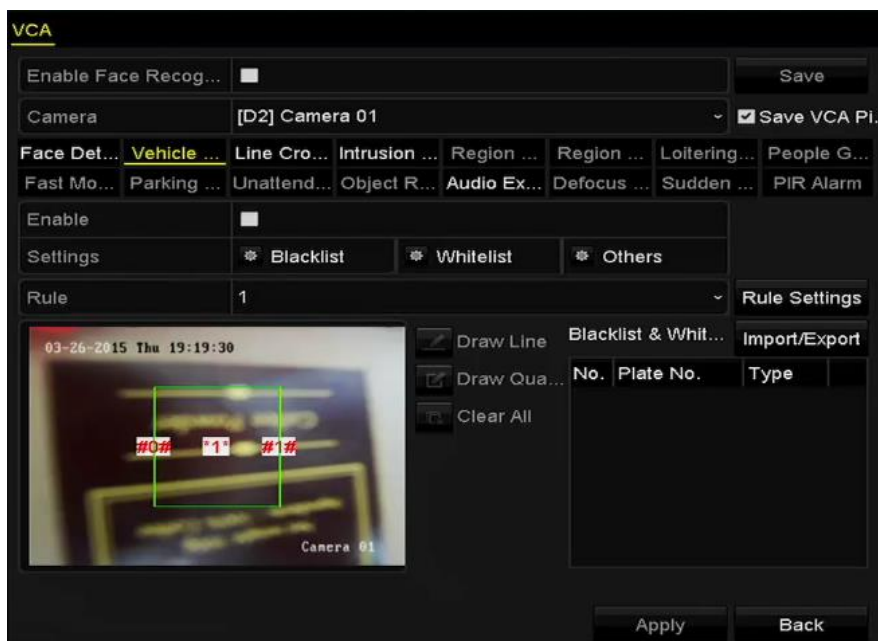 VCA
Enable Face Recog... Save
Camera [D2] Camera 01 Save VCA Pi.
Face Det... Vehicle ... Line Cro... Intrusion ... Region ... Region ... Loitering... People G...
Fast Mo... Parking ... Unattend... Object R... Audio Ex... Defocus ... Sudden ... PIR Alarm
Enable
Settings Blacklist Whitelist Others
Rule 1 Rule Settings
03-26-2015 Thu 19:19:30
#0# *1* #1#
Camera 01
Draw Line
Draw Qua...
Clear All
Blacklist & Whit... Import/Export
No. Plate No. Type
Apply Back